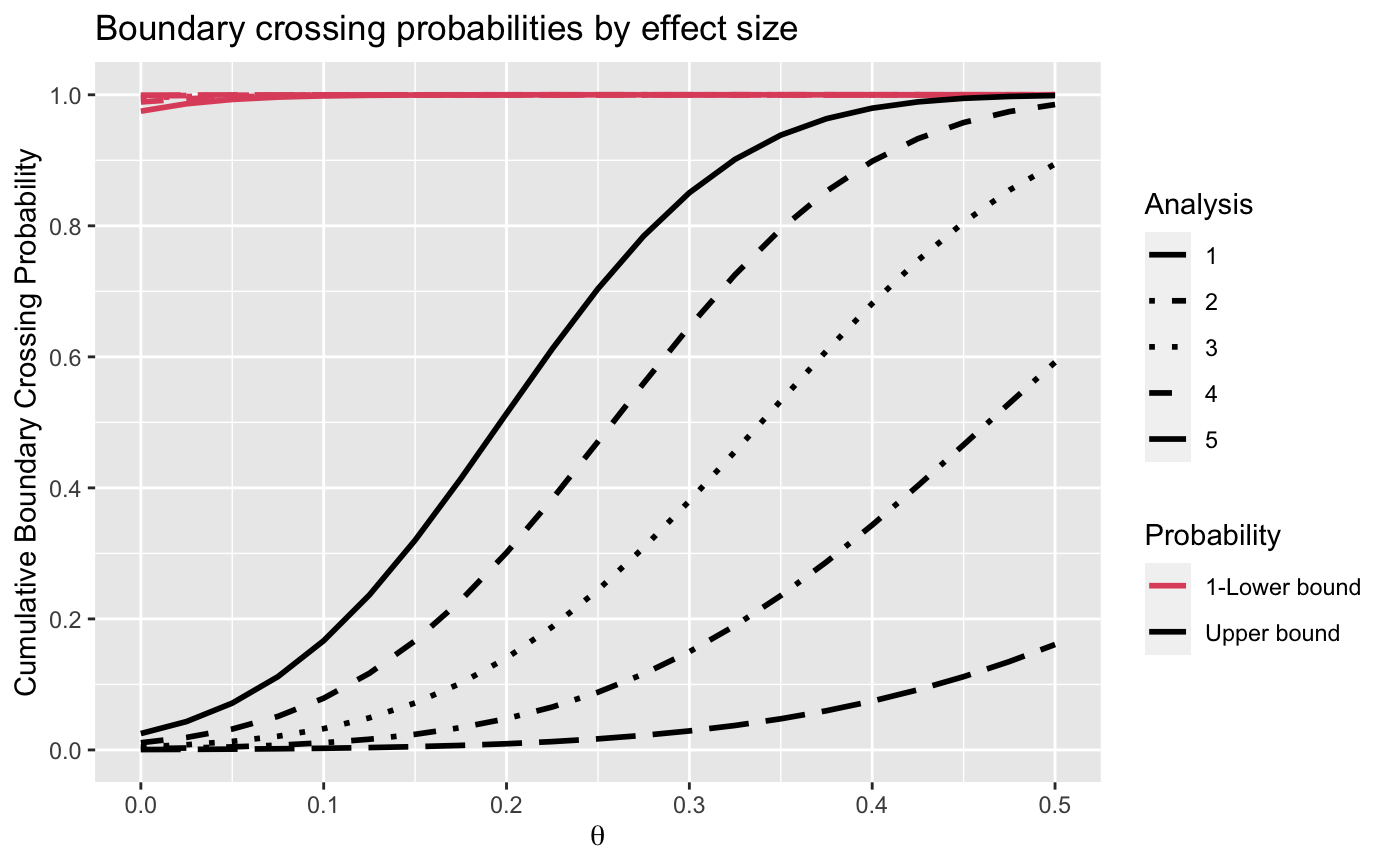 Boundary crossing probabilities by effect size
Cumulative Boundary Crossing Probability
1.0
0.8
0.6
0.4
0.2
0.0
0.0 0.1 0.2 0.3 0.4 0.5
θ
Analysis
1
2
3
4
5
Probability
1-Lower bound
Upper bound